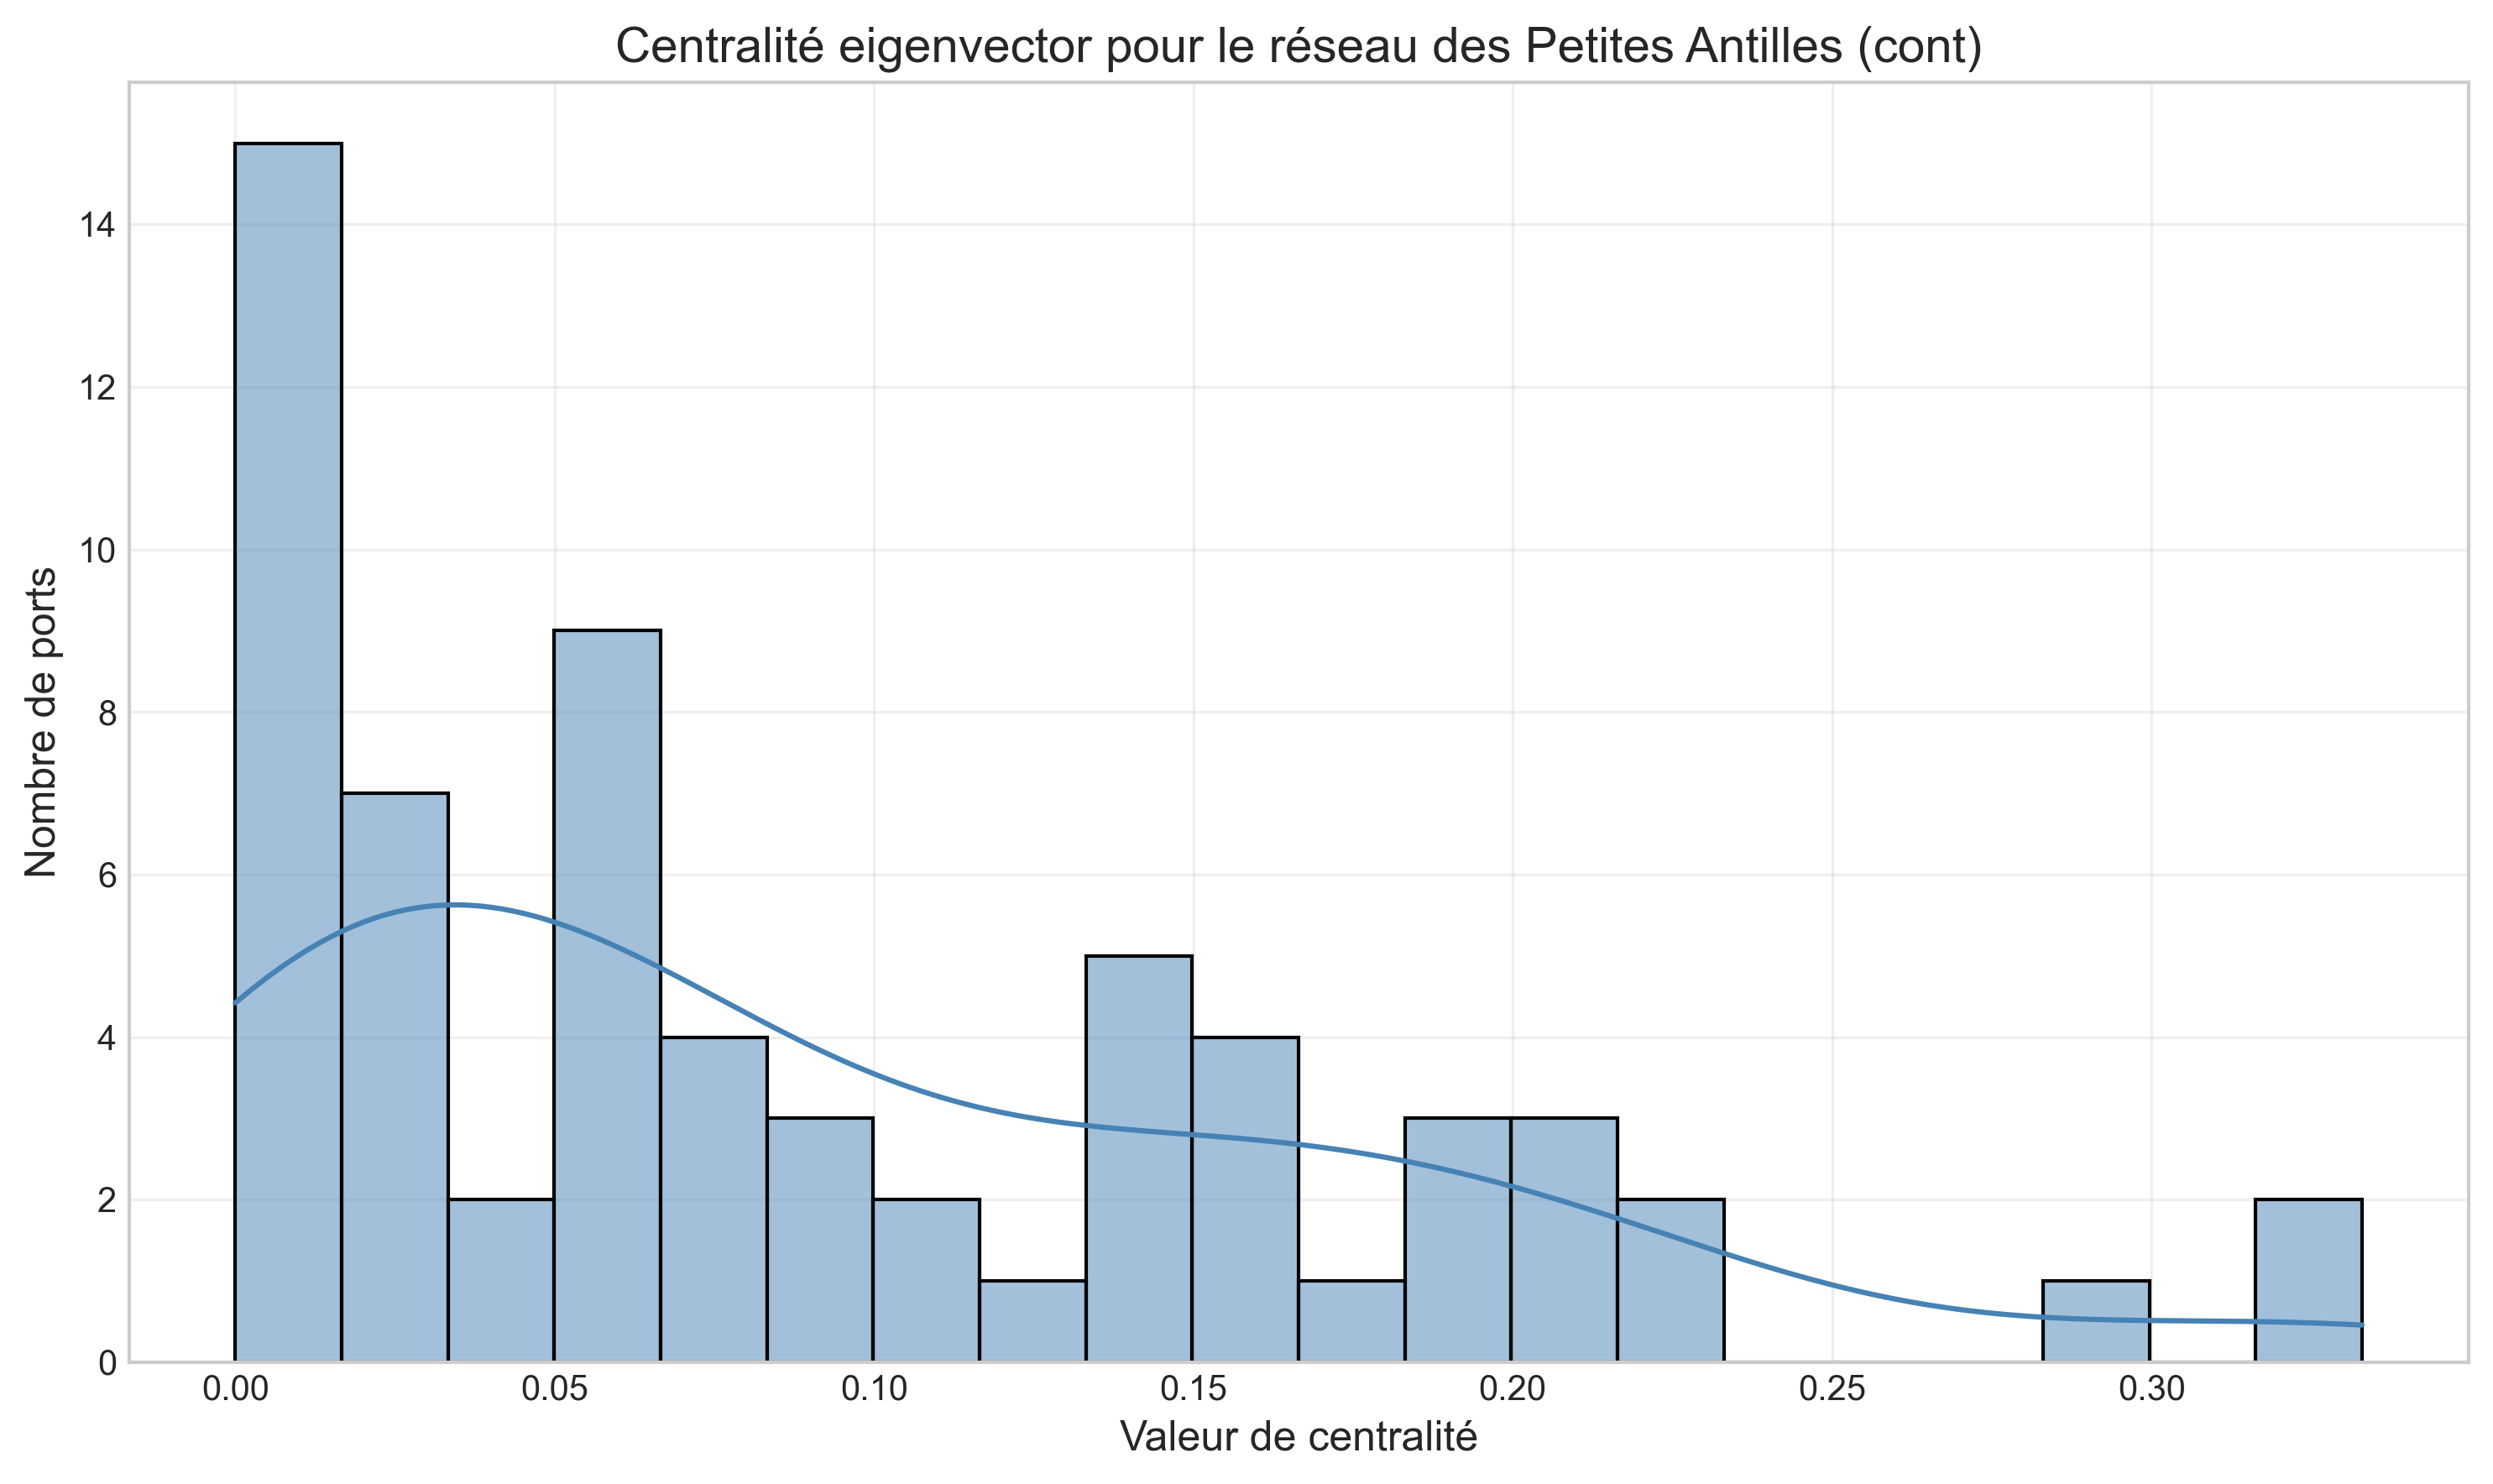 Centralité eigenvector pour le réseau des Petites Antilles (cont)
Nombre de ports
14
12
10
8
6
4
2
0
0.00 0.05 0.10 0.15 0.20 0.25 0.30
Valeur de centralité